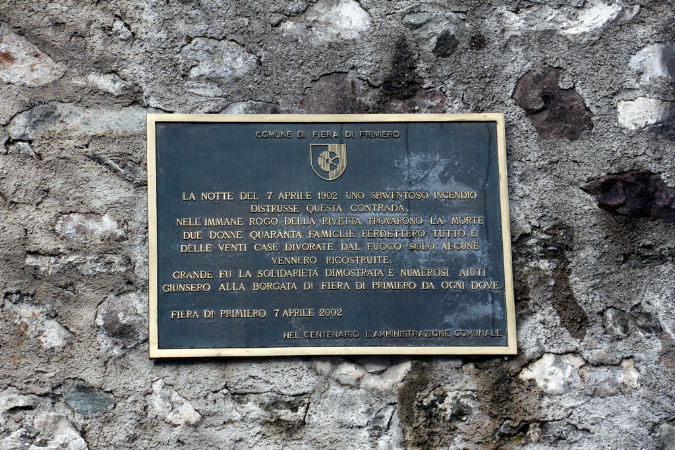 COMUNE DI FIERA DI PRIMIERO
LA NOTTE DEL 7 APRILE 1902 UNO SPAVENTOSO INCENDIO
DISTRUSSE QUESTA CONTRADA.
NELL'IMMANE ROGO DELLA RIVETTA TROVARONO LA MORTE
DUE DONNE QUARANTA FAMIGLIE PERDETTERO TUTTO E
DELLE VENTI CASE DIVORATE DAL FUOCO SOLO ALCUNE
VENNERO RICOSTRUITE.
GRANDE FU LA SOLIDARIETÀ DIMOSTRATA E NUMEROSI AIUTI
GIUNSERO ALLA BORGATA DI FIERA DI PRIMIERO DA OGNI DOVE
FIERA DI PRIMIERO, 7 APRILE 2002
NEL CENTENARIO L'AMMINISTRAZIONE COMUNALE